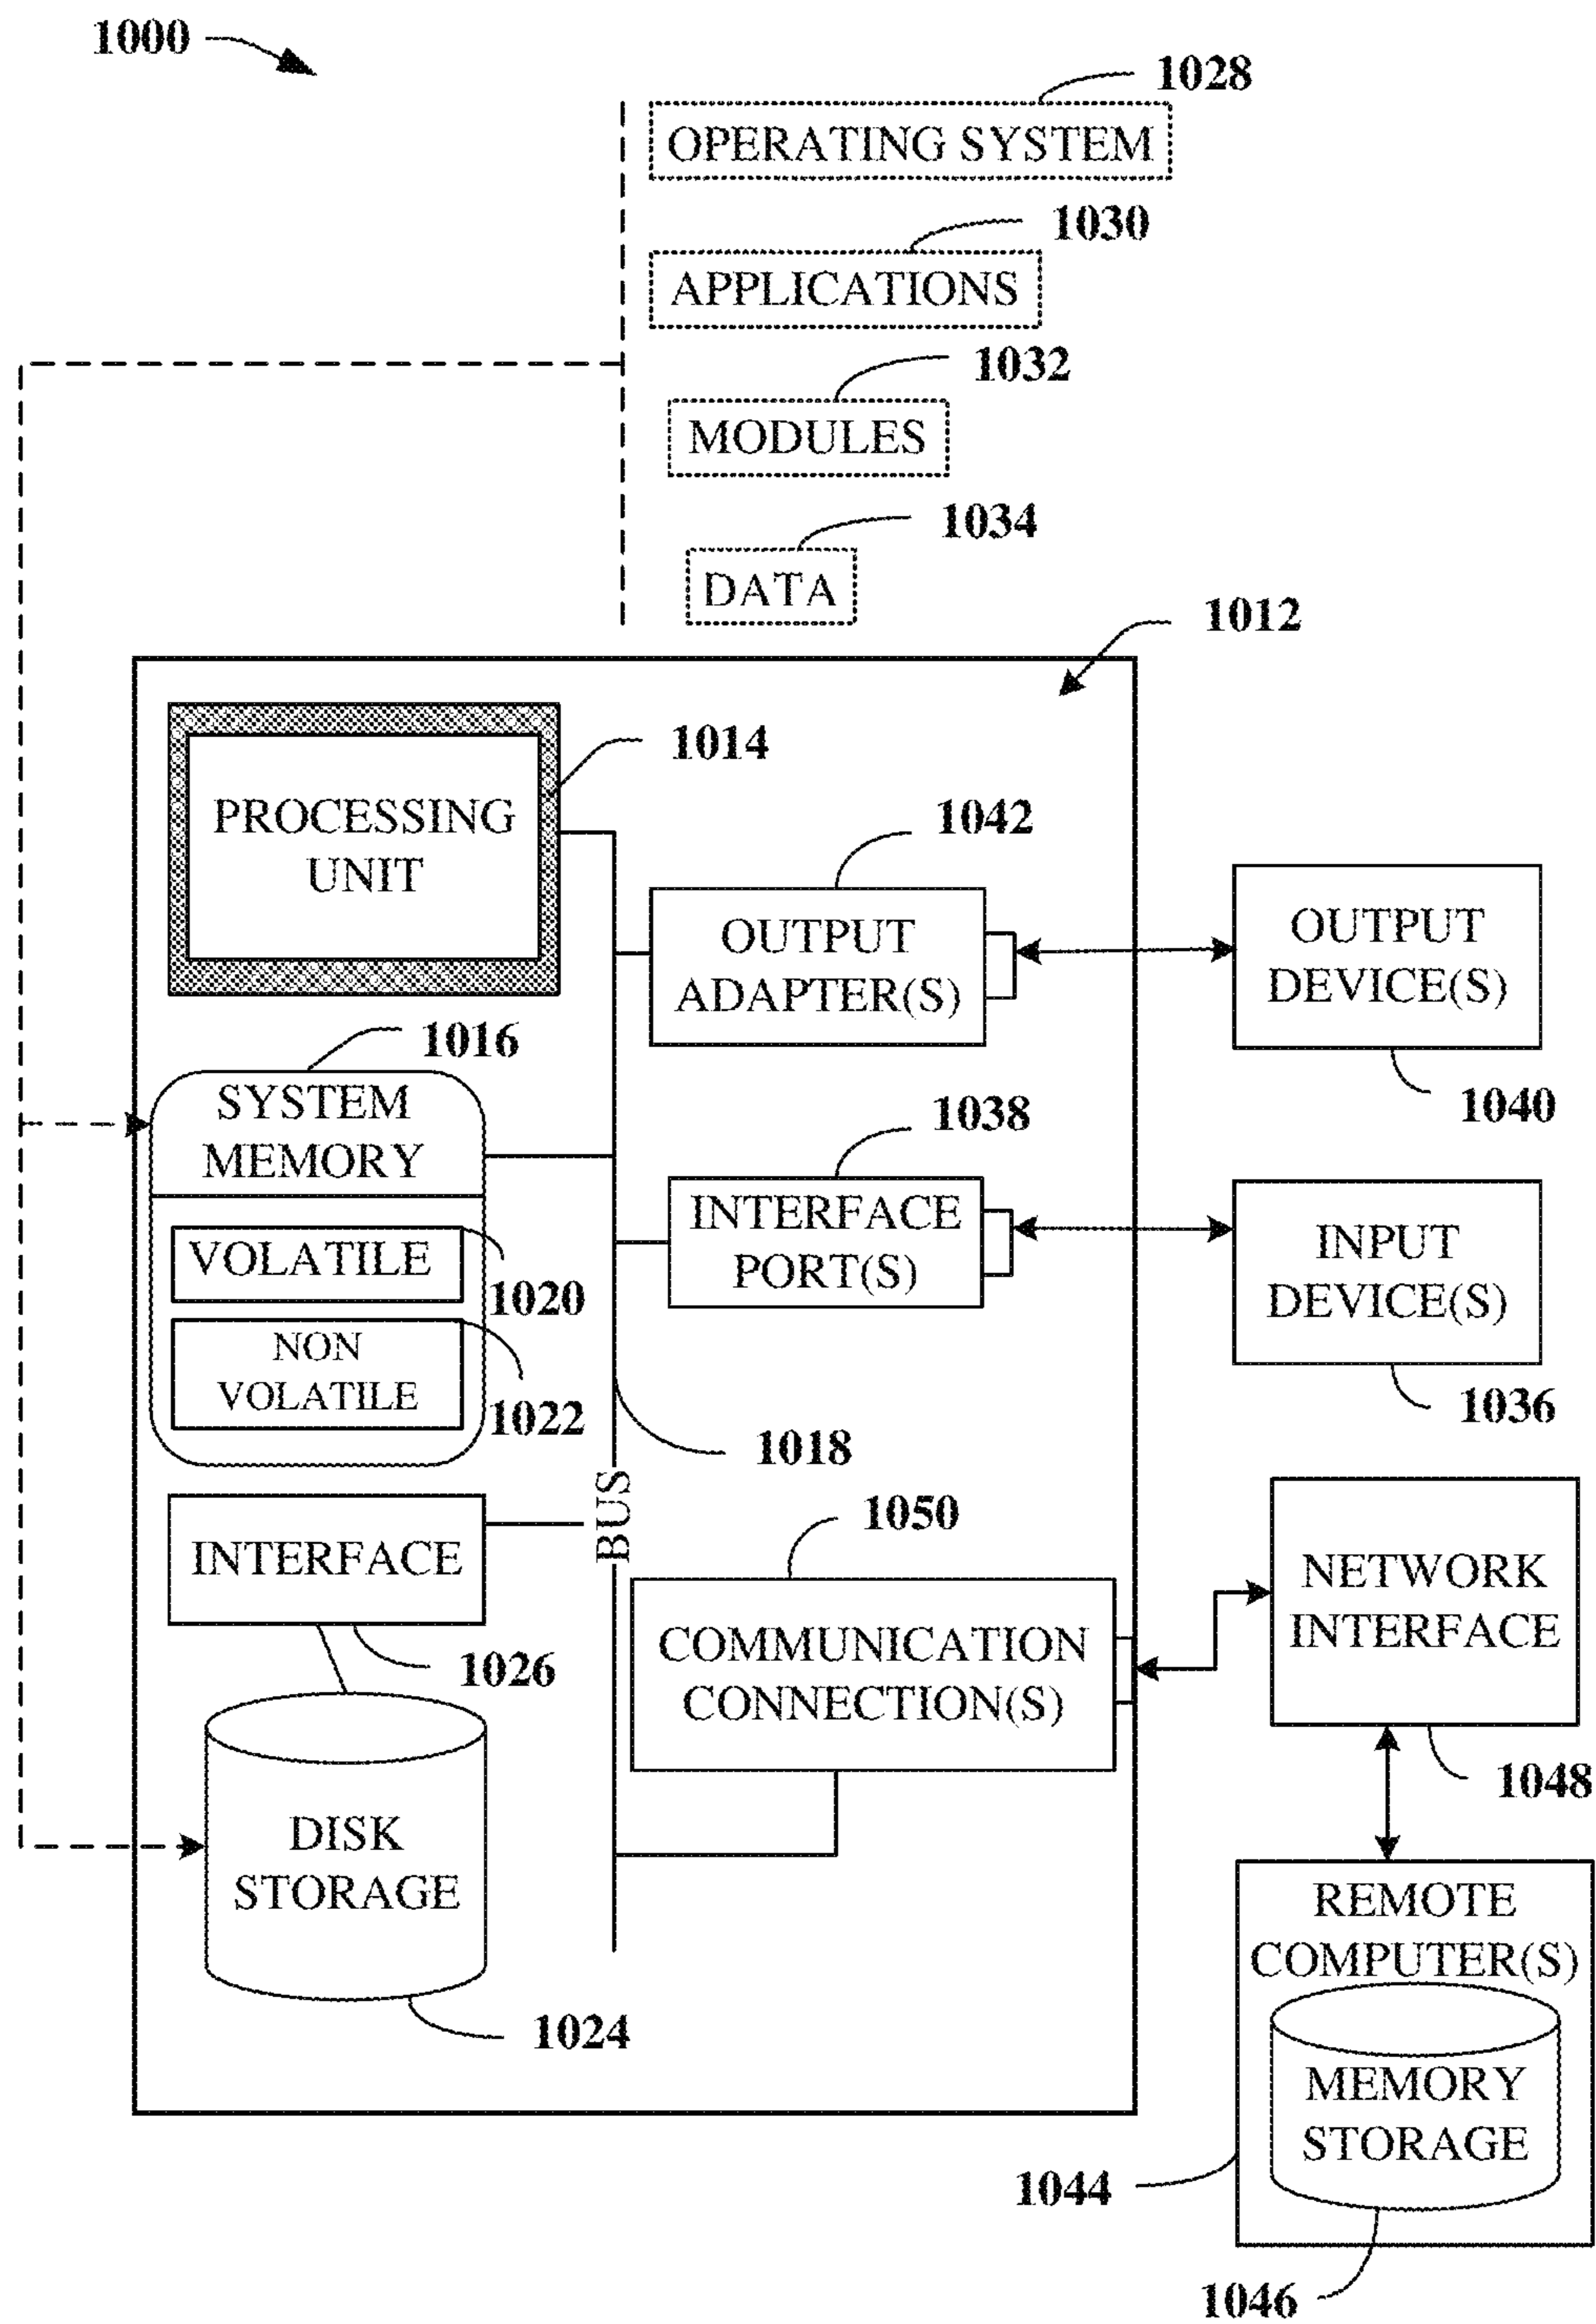 1000
1028
OPERATING SYSTEM
1030
APPLICATIONS
1032
MODULES
1034
DATA
1012
PROCESSING
UNIT
1014
1042
OUTPUT
ADAPTER(S)
OUTPUT
DEVICE(S)
1040
1016
SYSTEM
MEMORY
VOLATILE
1020
NON
VOLATILE
1022
1038
INTERFACE
PORT(S)
INPUT
DEVICE(S)
1036
1018
BUS
INTERFACE
1026
1050
COMMUNICATION
CONNECTION(S)
NETWORK
INTERFACE
1048
DISK
STORAGE
1024
REMOTE
COMPUTER(S)
MEMORY
STORAGE
1044
1046